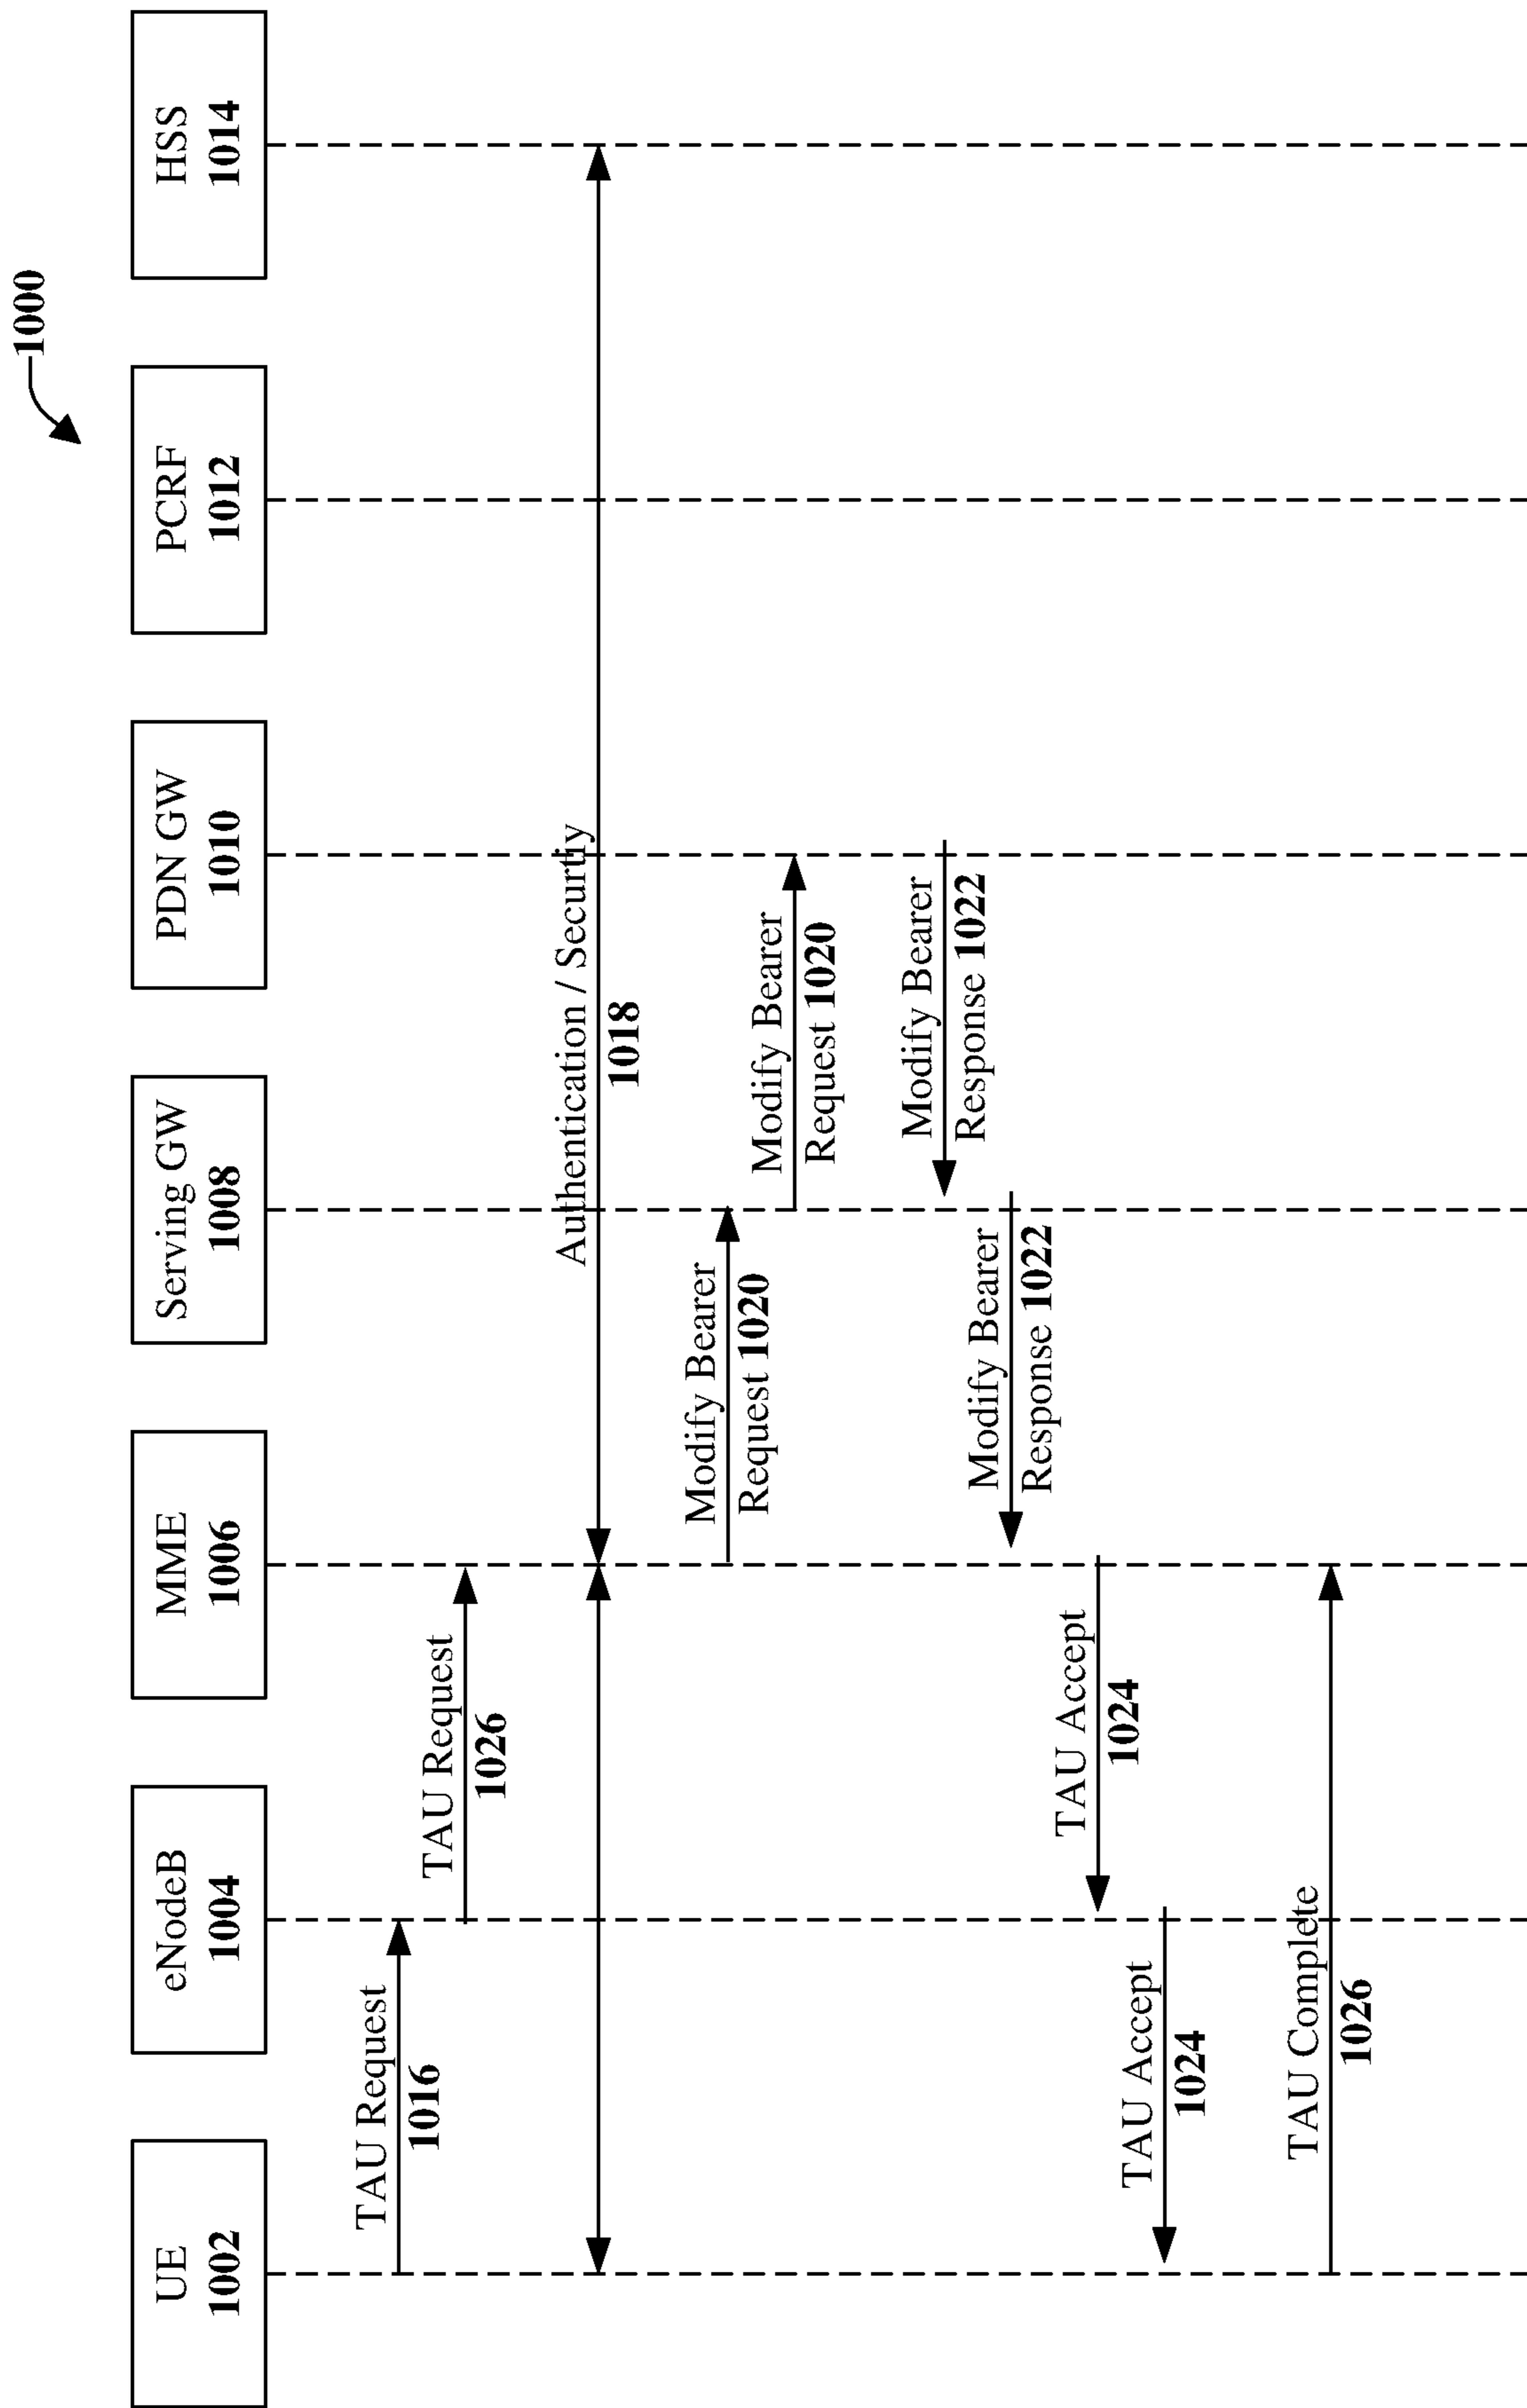 1000
UE
1002
eNodeB
1004
MME
1006
Serving GW
1008
PDN GW
1010
PCRF
1012
HSS
1014
TAU Request
1016
TAU Request
1026
Authentication / Securtiy
1018
Modify Bearer
Request 1020
Modify Bearer
Request 1020
Modify Bearer
Response 1022
Modify Bearer
Response 1022
TAU Accept
1024
TAU Accept
1024
TAU Complete
1026